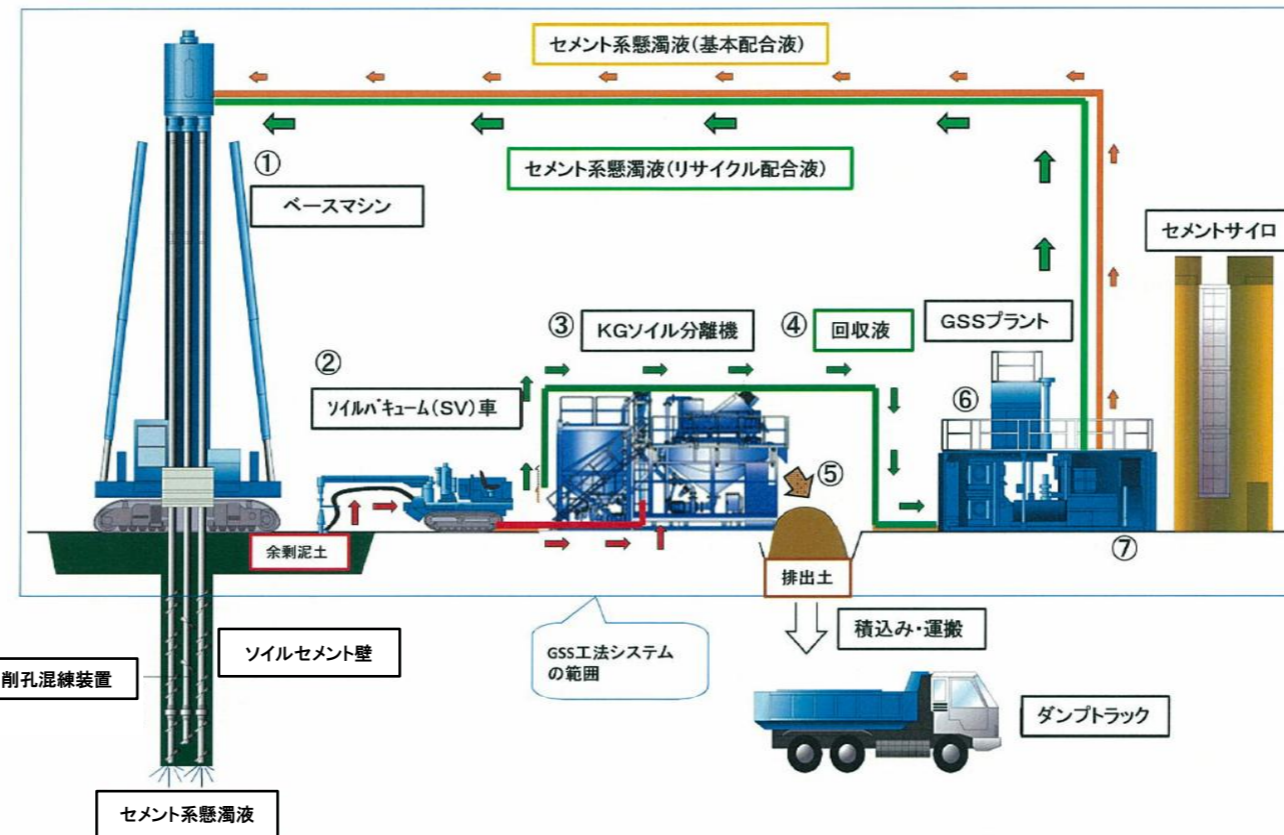 セメント系懸濁液(基本配合液)
セメント系懸濁液(リサイクル配合液)
①
ベースマシン
セメントサイロ
③
KGソイル分離機
④
回収液
GSSプラント
②
ソイルバキューム(SV)車
⑥
⑤
余剰泥土
排出土
⑦
積込み・運搬
ソイルセメント壁
GSS工法システム
の範囲
削孔混練装置
ダンプトラック
セメント系懸濁液